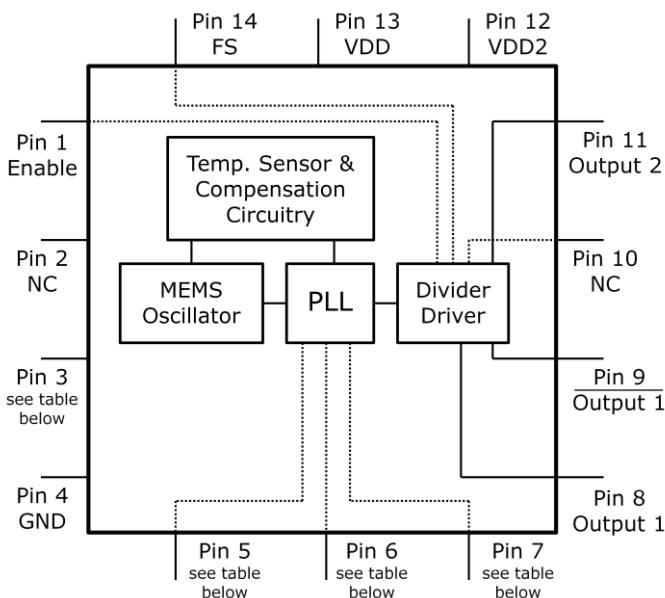 Pin 14
FS
Pin 13
VDD
Pin 12
VDD2
Pin 1
Enable
Pin 11
Output 2
Temp. Sensor &
Compensation
Circuitry
Pin 2
NC
MEMS
Oscillator
PLL
Divider
Driver
Pin 10
NC
Pin 3
see table
below
Pin 9
Output 1
Pin 4
GND
Pin 8
Output 1
Pin 5
see table
below
Pin 6
see table
below
Pin 7
see table
below